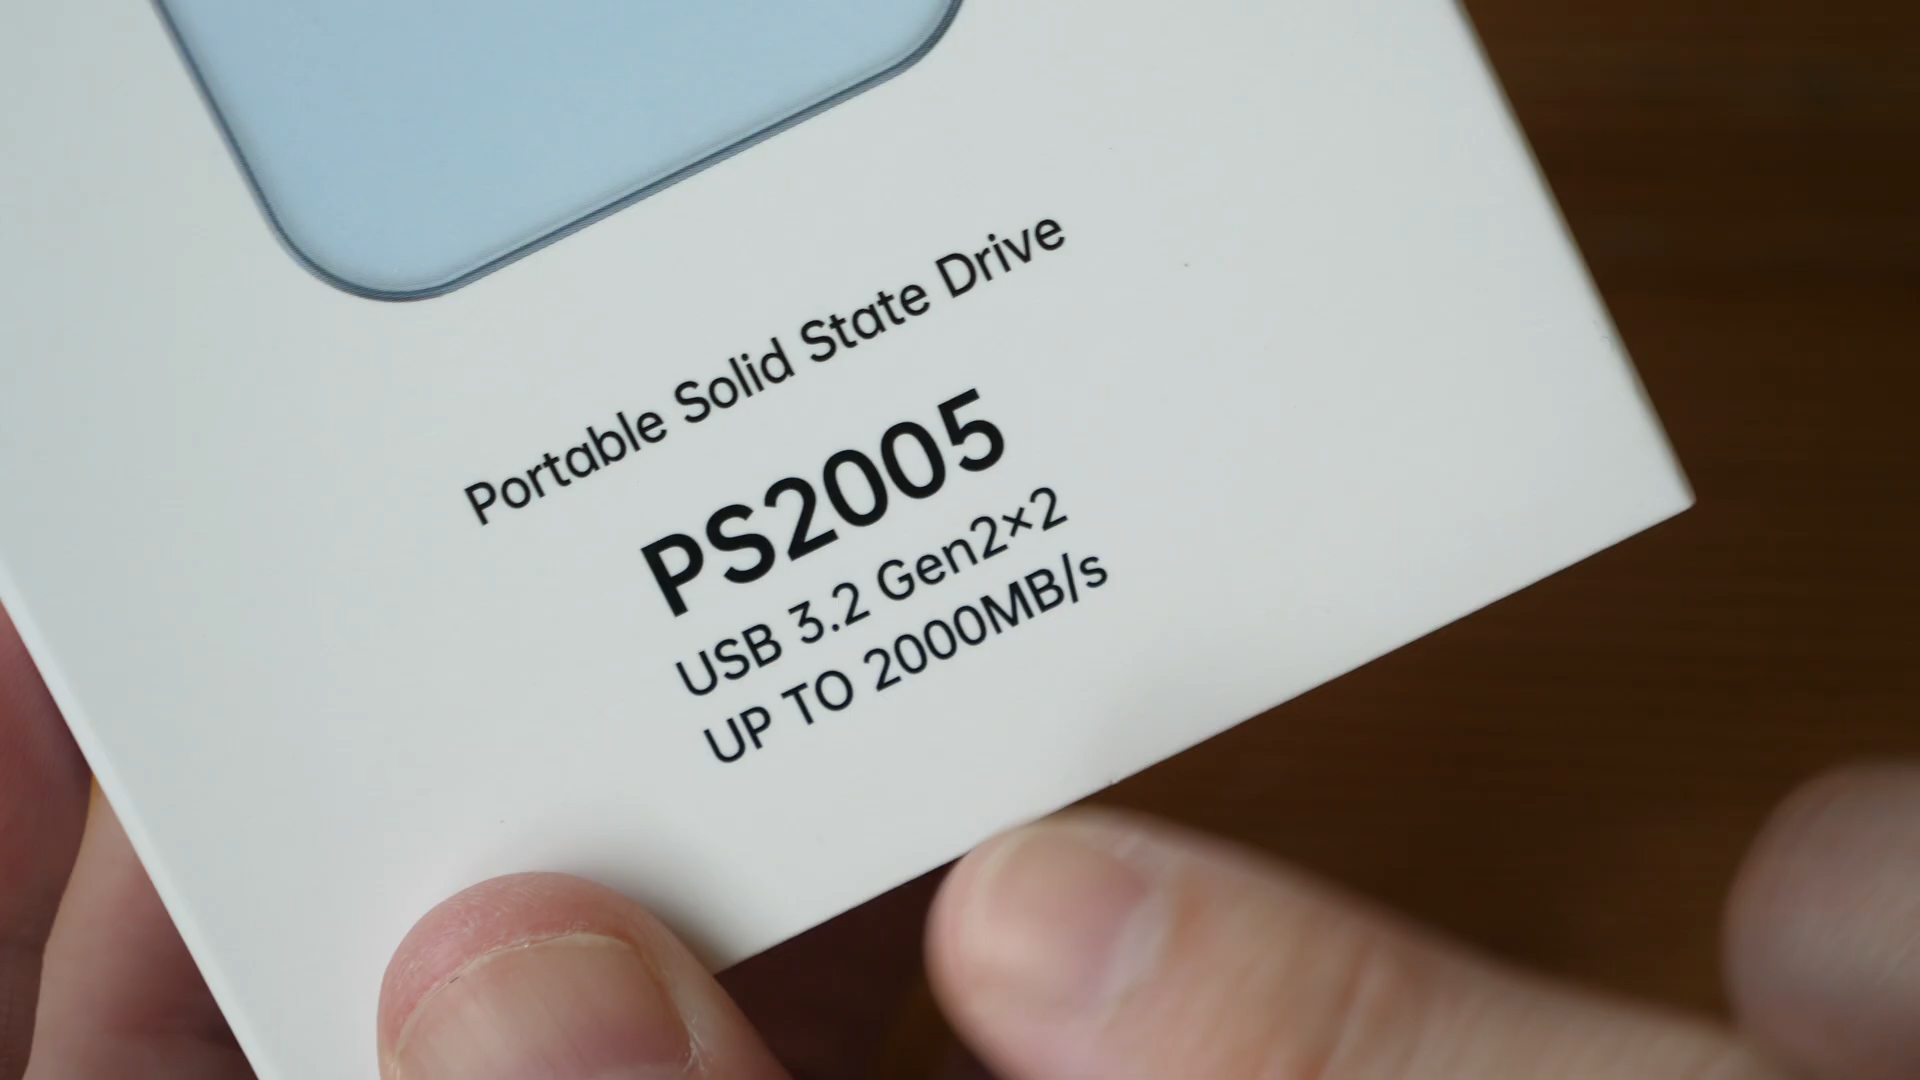 Portable Solid State Drive
PS2005
USB 3.2 Gen2×2
UP TO 2000MB/s